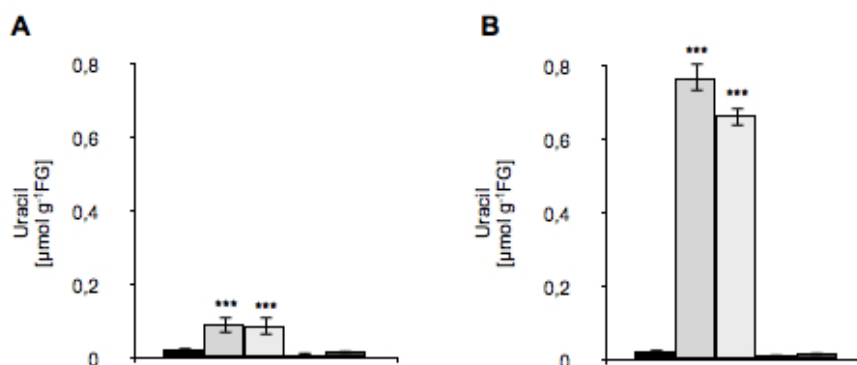 A
Uracil
[µmol g-¹FG]
0,8
0,6
0,4
0,2
0
***
***
B
Uracil
[µmol g-¹FG]
0,8
0,6
0,4
0,2
0
***
***